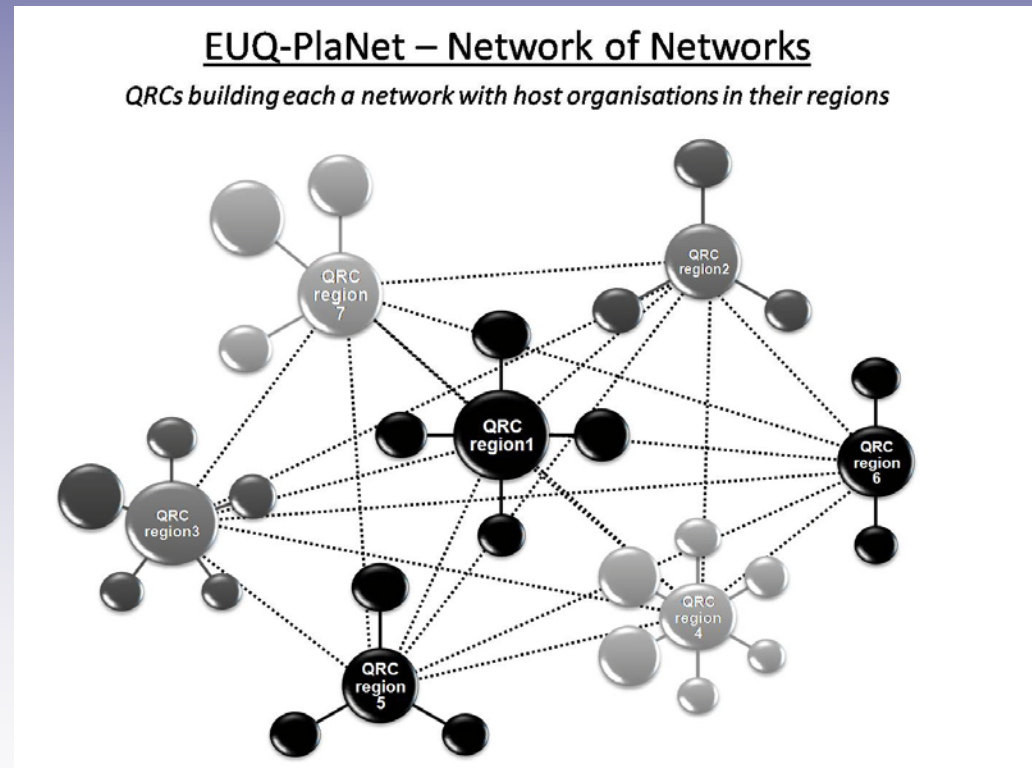 EUQ-PlaNet – Network of Networks
QRCs building each a network with host organisations in their regions
QRC
region
7
QRC
region2
QRC
region1
QRC
region
6
QRC
region3
QRC
region
4
QRC
region
5